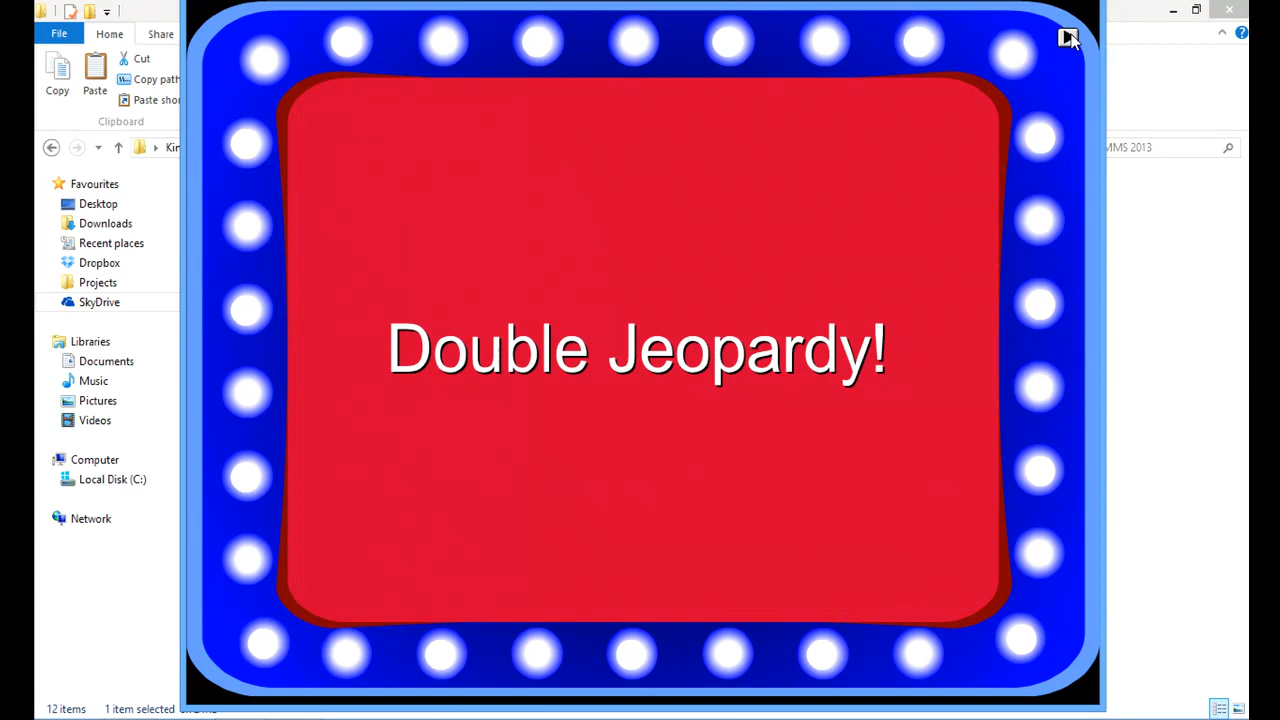 File
Home
Share
Copy
Paste
Cut
Copy path
Paste shor
Clipboard
Kin
MMS 2013
Favourites
Desktop
Downloads
Recent places
Dropbox
Projects
SkyDrive
Libraries
Documents
Music
Pictures
Videos
Computer
Local Disk (C:)
Network
Double Jeopardy!
12 items
1 item selected